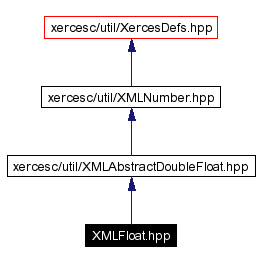 xercesc/util/XercesDefs.hpp
xercesc/util/XMLNumber.hpp
xercesc/util/XMLAbstractDoubleFloat.hpp
XMLFloat.hpp